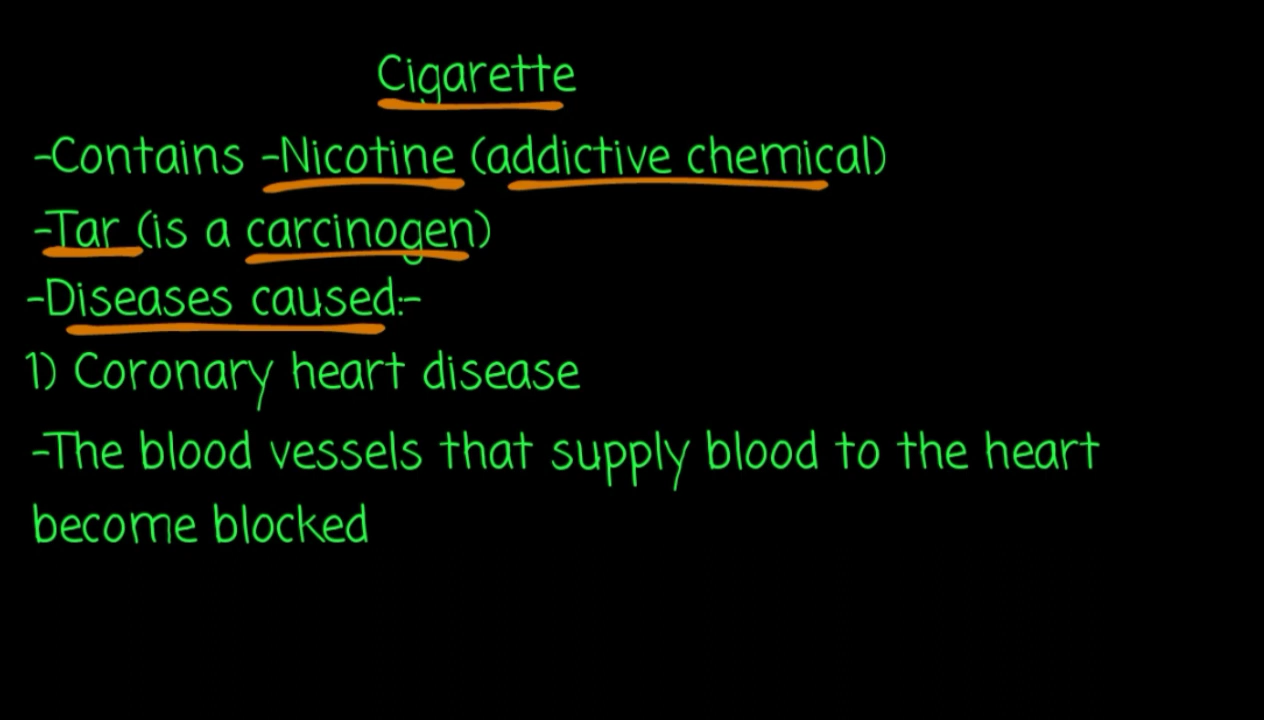 Cigarette
-Contains -Nicotine (addictive chemical)
-Tar (is a carcinogen)
-Diseases caused:-
1) Coronary heart disease
-The blood vessels that supply blood to the heart
become blocked